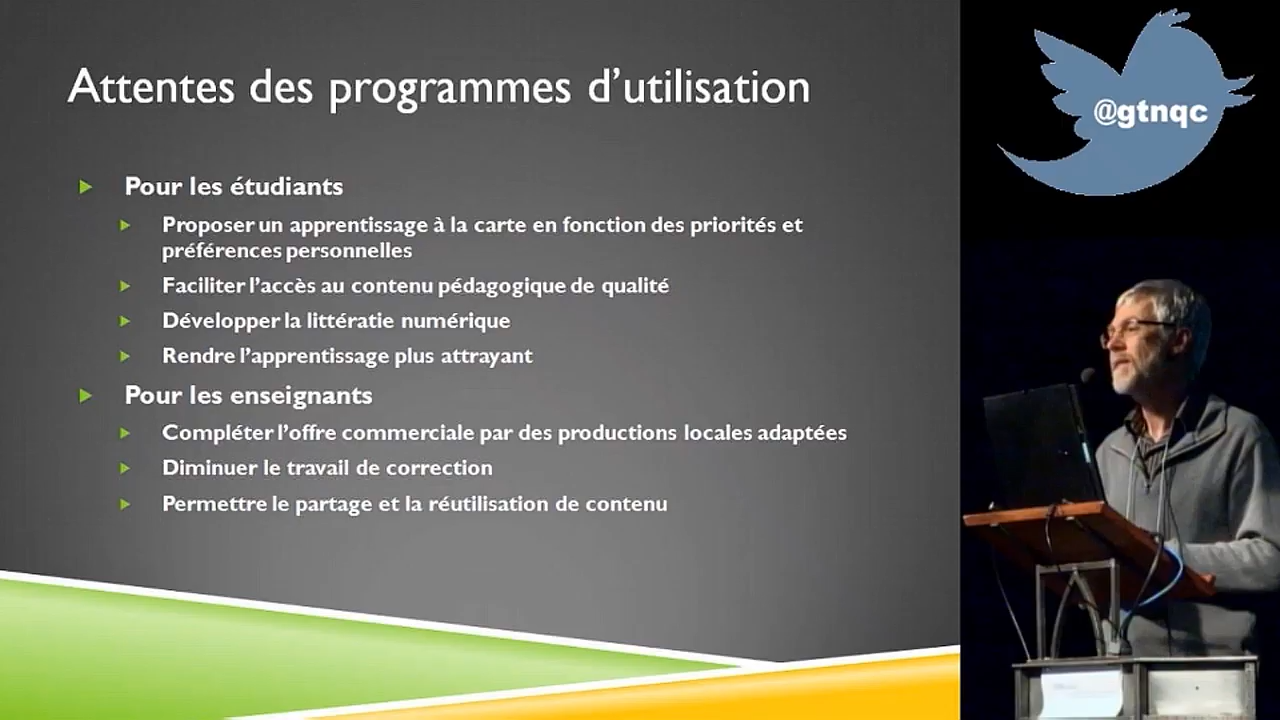 Attentes des programmes d’utilisation
Pour les étudiants
Proposer un apprentissage à la carte en fonction des priorités et
préférences personnelles
Faciliter l’accès au contenu pédagogique de qualité
Développer la littératie numérique
Rendre l’apprentissage plus attrayant
Pour les enseignants
Compléter l’offre commerciale par des productions locales adaptées
Diminuer le travail de correction
Permettre le partage et la réutilisation de contenu
@gtnqc